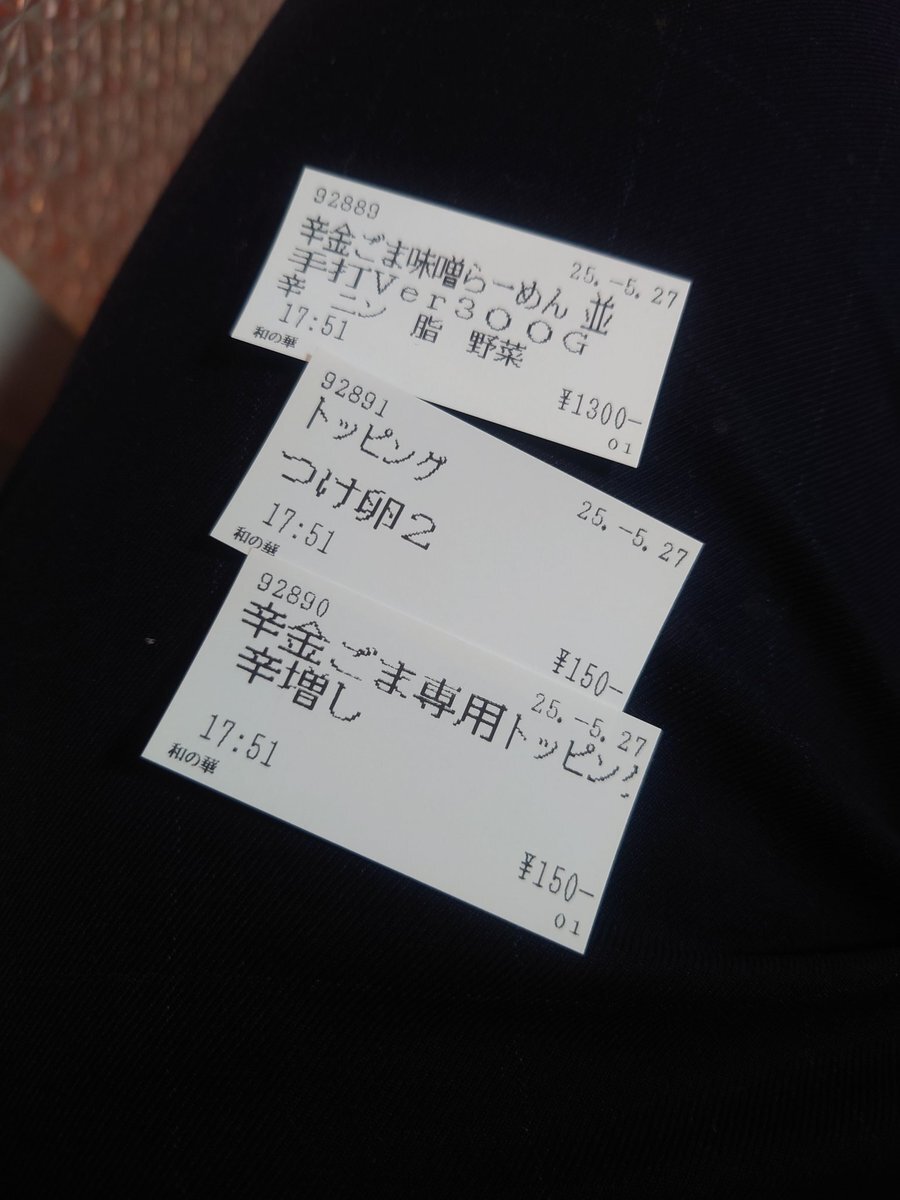 92889
25.-5.27
辛金ごま味噌らーめん 並
手打TVer300G
辛 ニン 脂 野菜
17:51
和の華
¥1300-
01
92891
25.-5.27
トッピング
つけ卵2
17:51
和の華
¥150-
92890
25.-5.27
辛金ごま専用トッピン
辛増し
17:51
和の華
¥150-
01